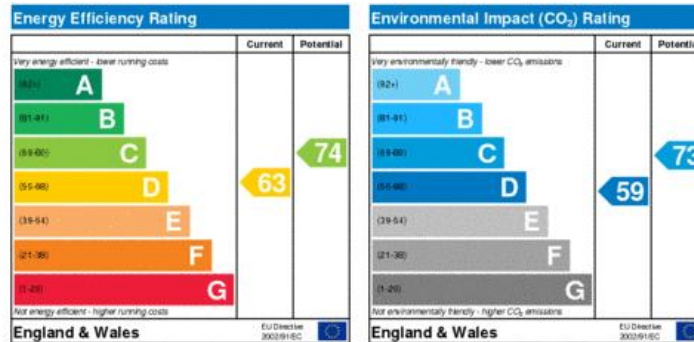 Energy Efficiency Rating
Current Potential
Very energy efficient - lower running costs
(92+) A
(81-91) B
(69-80) C
74
(55-68) D
63
(39-54) E
(21-38) F
(1-20) G
Not energy efficient - higher running costs
England & Wales
EU Directive
2002/91/EC
Environmental Impact (CO₂) Rating
Current Potential
Very environmentally friendly - lower CO₂ emissions
(92+) A
(81-91) B
(69-80) C
73
(55-68) D
59
(39-54) E
(21-38) F
(1-20) G
Not environmentally friendly - higher CO₂ emissions
England & Wales
EU Directive
2002/91/EC